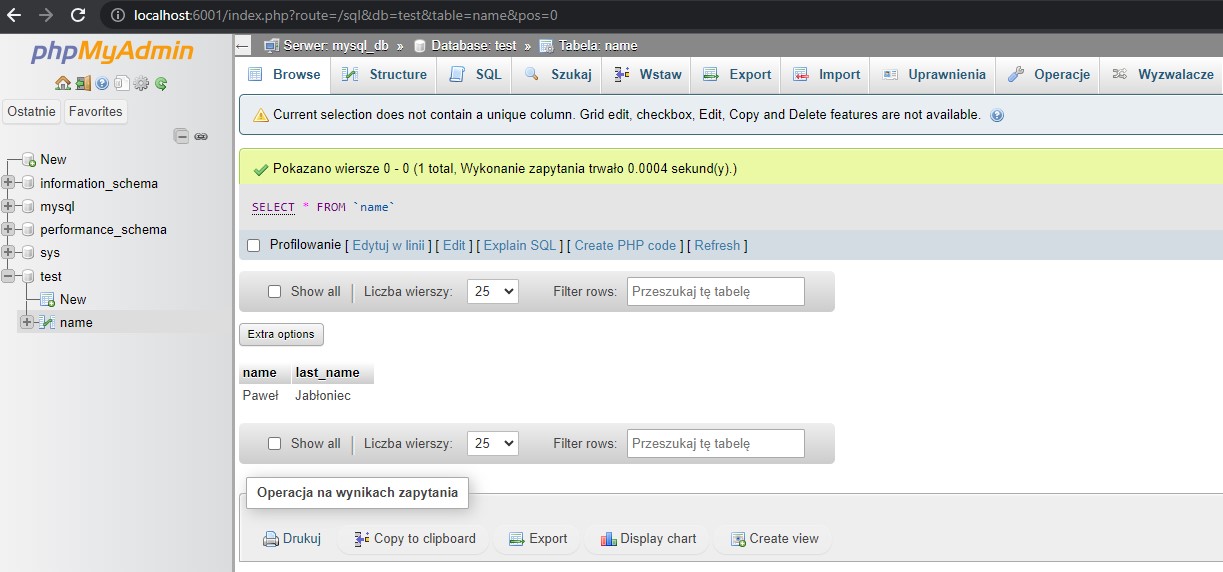 localhost:6001/index.php?route=/sql&db=test&table=name&pos=0
phpMyAdmin
Ostatnie Favorites
New
information_schema
mysql
performance_schema
sys
test
New
name
Serwer: mysql_db » Database: test » Tabela: name
Browse Structure SQL Szukaj Wstaw Export Import Uprawnienia Operacje Wyzwalacze
Current selection does not contain a unique column. Grid edit, checkbox, Edit, Copy and Delete features are not available.
Pokazano wiersze 0 - 0 (1 total, Wykonanie zapytania trwało 0.0004 sekund(y).)
SELECT * FROM `name`
Profilowanie [ Edytuj w linii ] [ Edit ] [ Explain SQL ] [ Create PHP code ] [ Refresh ]
Show all | Liczba wierszy: 25 Filter rows: Przeszukaj tę tabelę
Extra options
name last_name
Paweł Jabłoniec
Show all | Liczba wierszy: 25 Filter rows: Przeszukaj tę tabelę
Operacja na wynikach zapytania
Drukuj Copy to clipboard Export Display chart Create view